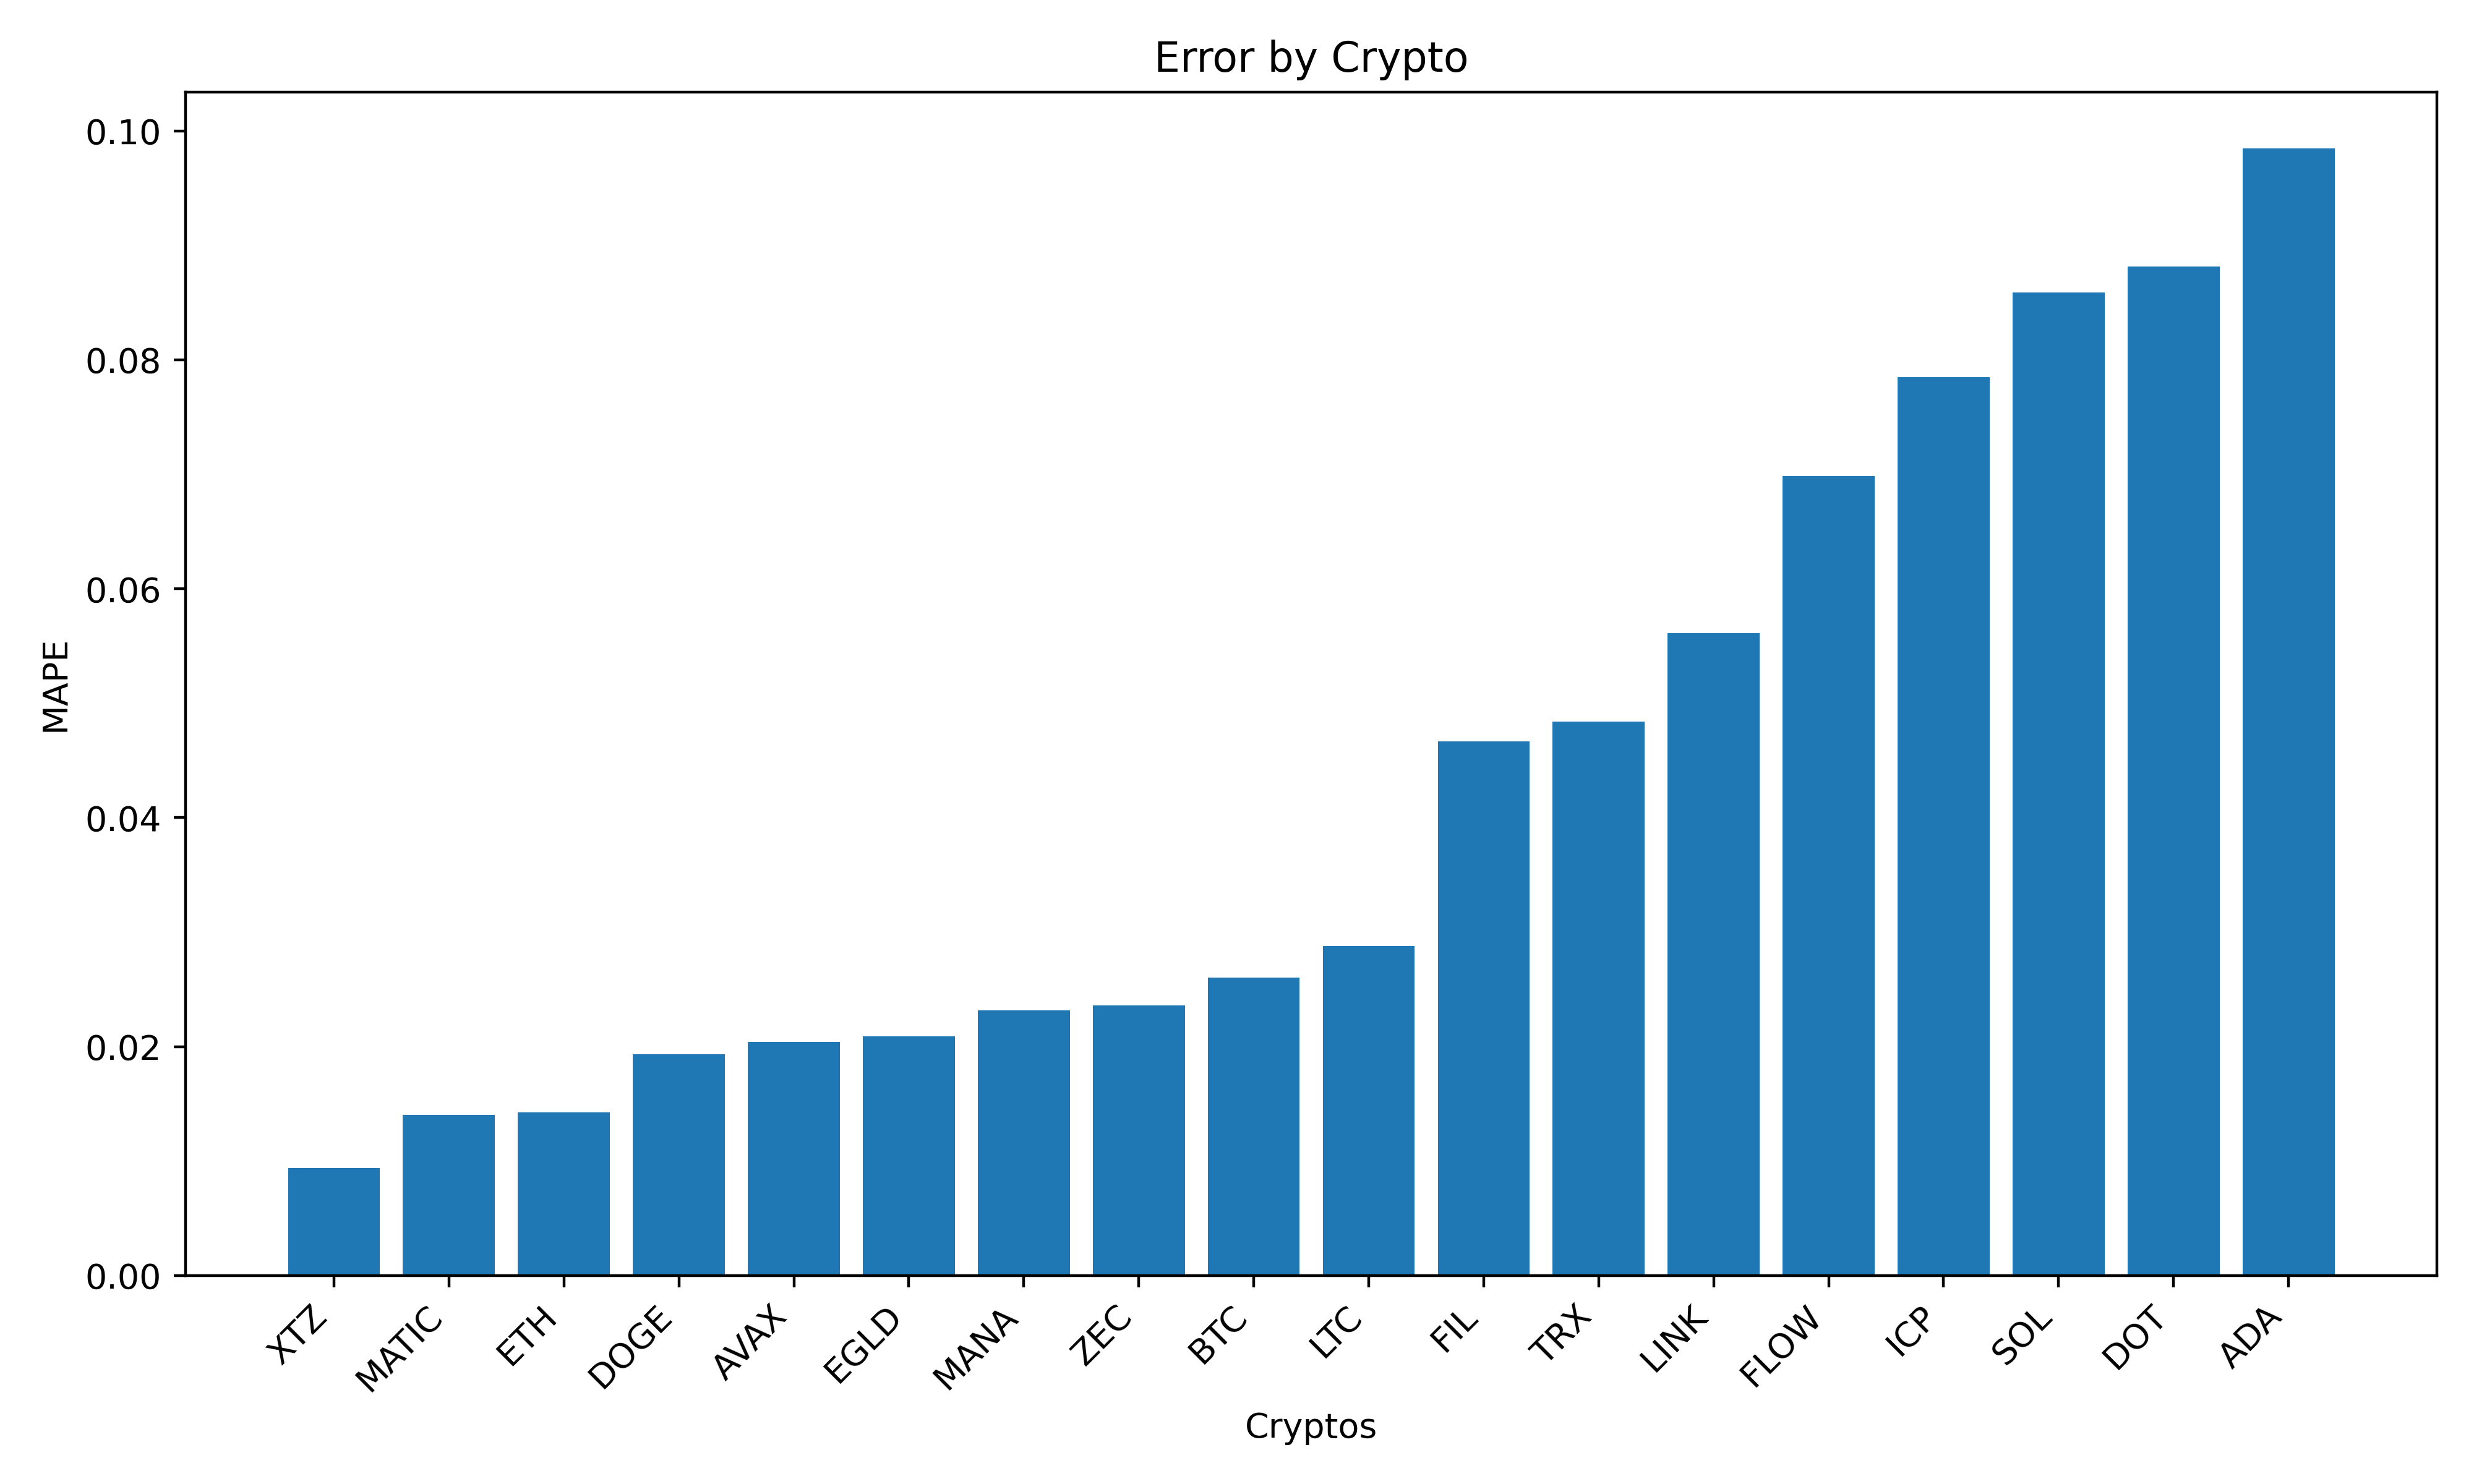 Error by Crypto
0.10
0.08
0.06
0.04
0.02
0.00
MAPE
XTZ
MATIC
ETH
DOGE
AVAX
EGLD
MANA
ZEC
BTC
LTC
FIL
TRX
LINK
FLOW
ICP
SOL
DOT
ADA
Cryptos